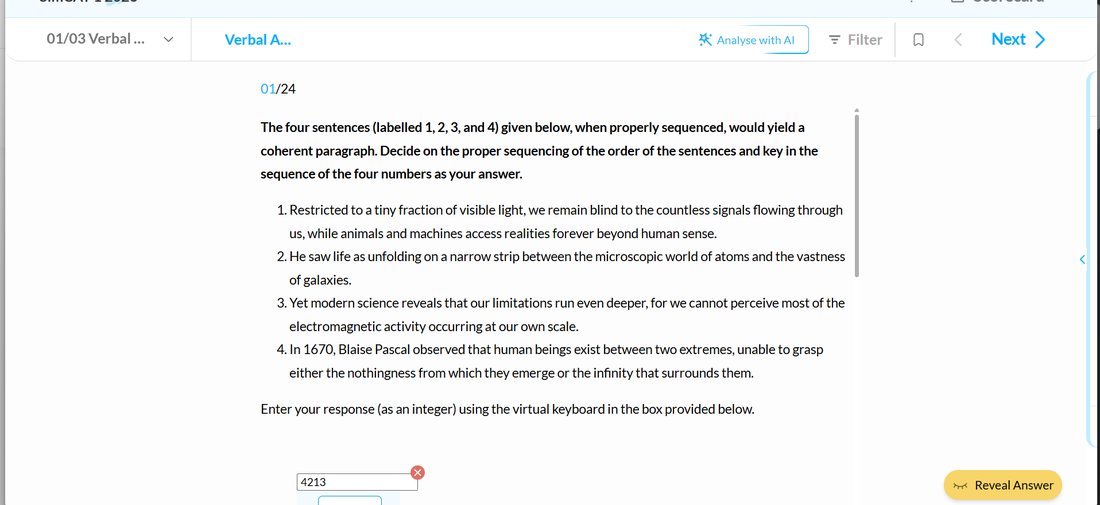 01/03 Verbal ...
Verbal A...
Analyse with AI
Filter
Next
01/24
The four sentences (labelled 1, 2, 3, and 4) given below, when properly sequenced, would yield a
coherent paragraph. Decide on the proper sequencing of the order of the sentences and key in the
sequence of the four numbers as your answer.
1. Restricted to a tiny fraction of visible light, we remain blind to the countless signals flowing through
us, while animals and machines access realities forever beyond human sense.
2. He saw life as unfolding on a narrow strip between the microscopic world of atoms and the vastness
of galaxies.
3. Yet modern science reveals that our limitations run even deeper, for we cannot perceive most of the
electromagnetic activity occurring at our own scale.
4. In 1670, Blaise Pascal observed that human beings exist between two extremes, unable to grasp
either the nothingness from which they emerge or the infinity that surrounds them.
Enter your response (as an integer) using the virtual keyboard in the box provided below.
4213
Reveal Answer